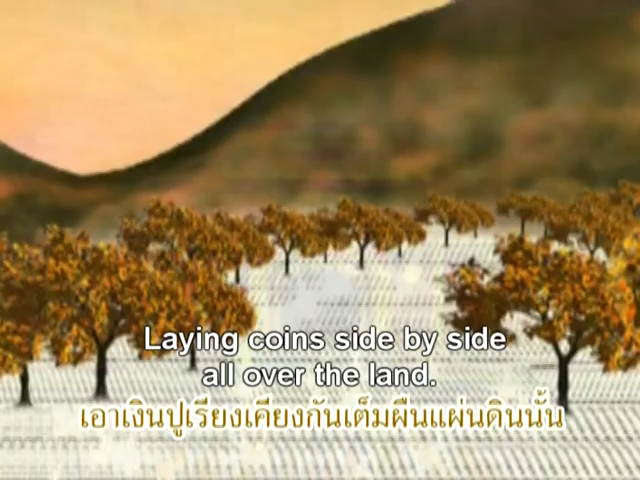 Laying coins side by side
all over the land.
เอาเงินปูเรียงเคียงกันเต็มผืนแผ่นดินนั้น